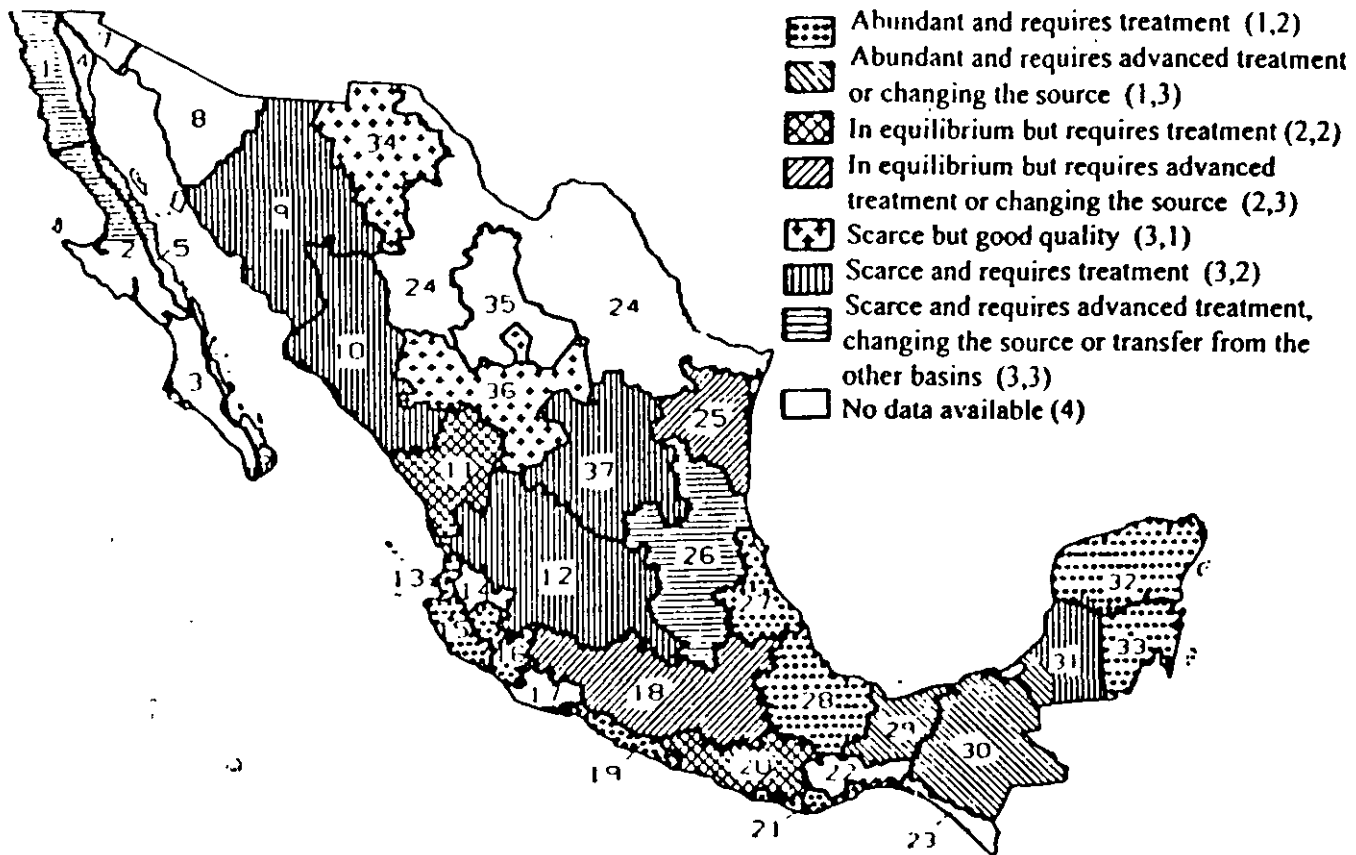 Abundant and requires treatment (1,2)
Abundant and requires advanced treatment
or changing the source (1,3)
In equilibrium but requires treatment (2,2)
In equilibrium but requires advanced
treatment or changing the source (2,3)
Scarce but good quality (3,1)
Scarce and requires treatment (3,2)
Scarce and requires advanced treatment,
changing the source or transfer from the
other basins (3,3)
No data available (4)
1
4
7
8
34
9
2
5
24
35
24
10
3
36
25
11
37
26
13
14
12
27
32
31
33
17
18
28
29
30
19
20
22
21
23